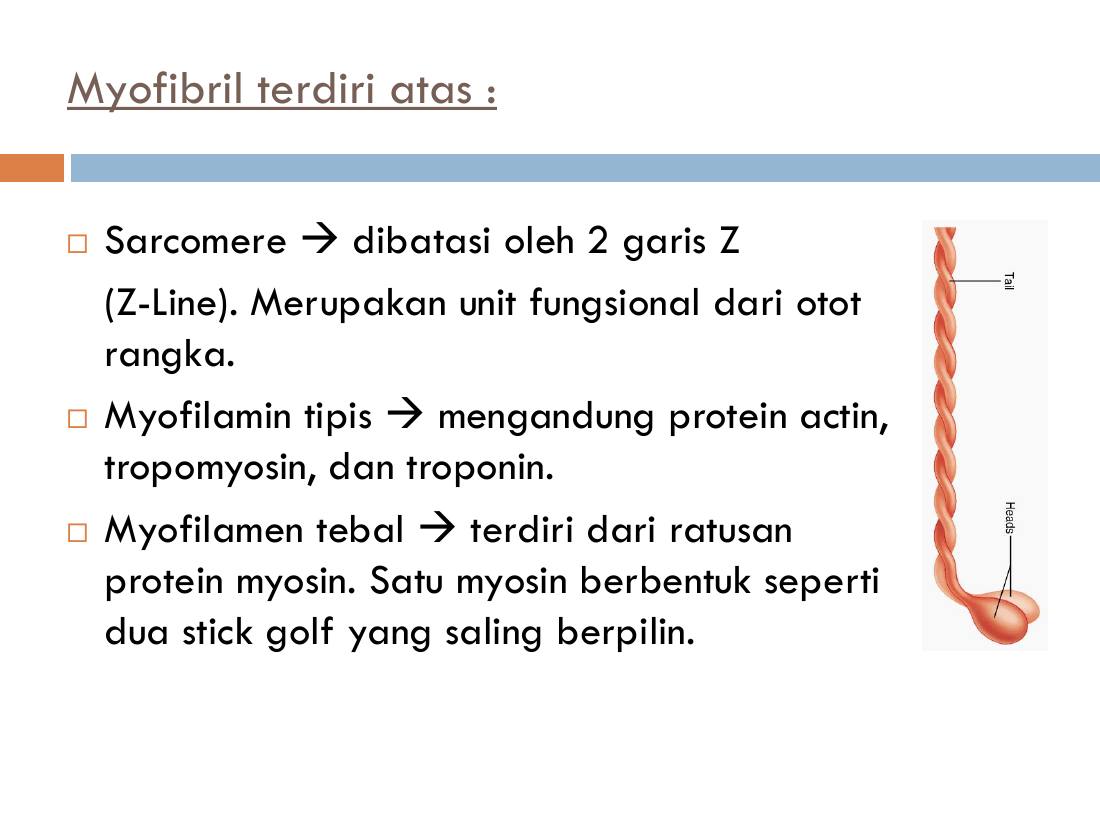 Myofibril terdiri atas :
□ Sarcomere → dibatasi oleh 2 garis Z
(Z-Line). Merupakan unit fungsional dari otot
rangka.
□ Myofilamin tipis → mengandung protein actin,
tropomyosin, dan troponin.
□ Myofilamen tebal → terdiri dari ratusan
protein myosin. Satu myosin berbentuk seperti
dua stick golf yang saling berpilin.
Tail
Heads